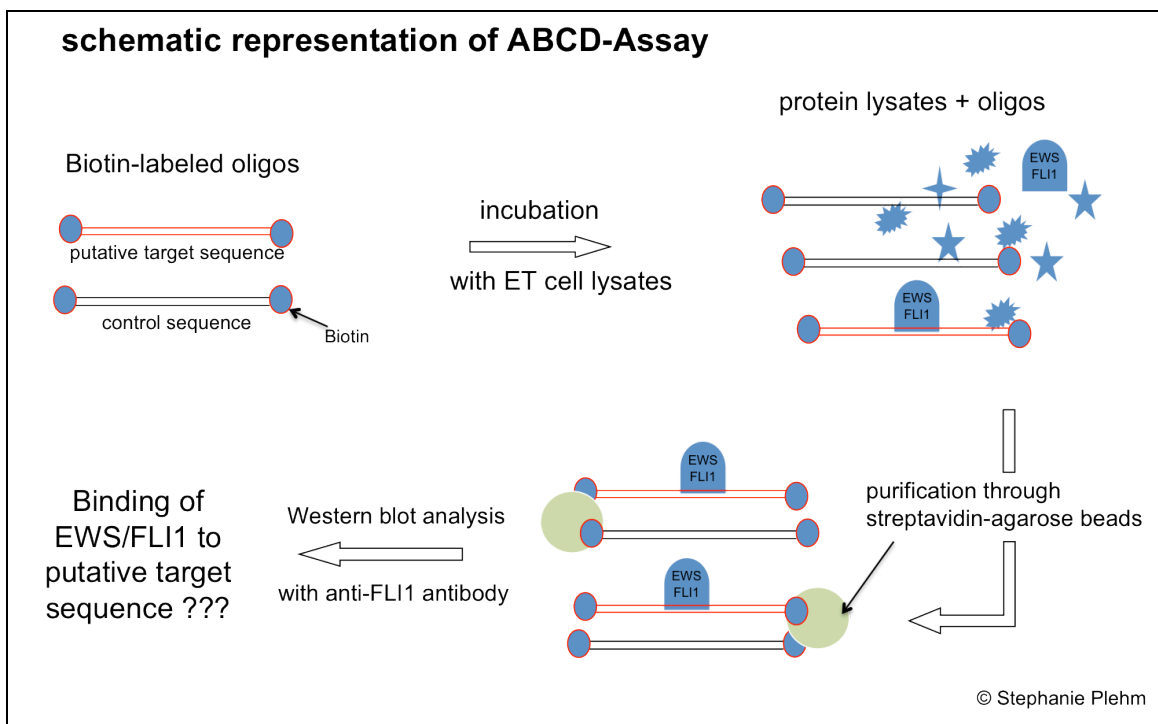 schematic representation of ABCD-Assay
Biotin-labeled oligos
putative target sequence
control sequence
Biotin
incubation
with ET cell lysates
protein lysates + oligos
EWS
FLI1
EWS
FLI1
purification through
streptavidin-agarose beads
EWS
FLI1
EWS
FLI1
Western blot analysis
with anti-FLI1 antibody
Binding of
EWS/FLI1 to
putative target
sequence ???
© Stephanie Plehm